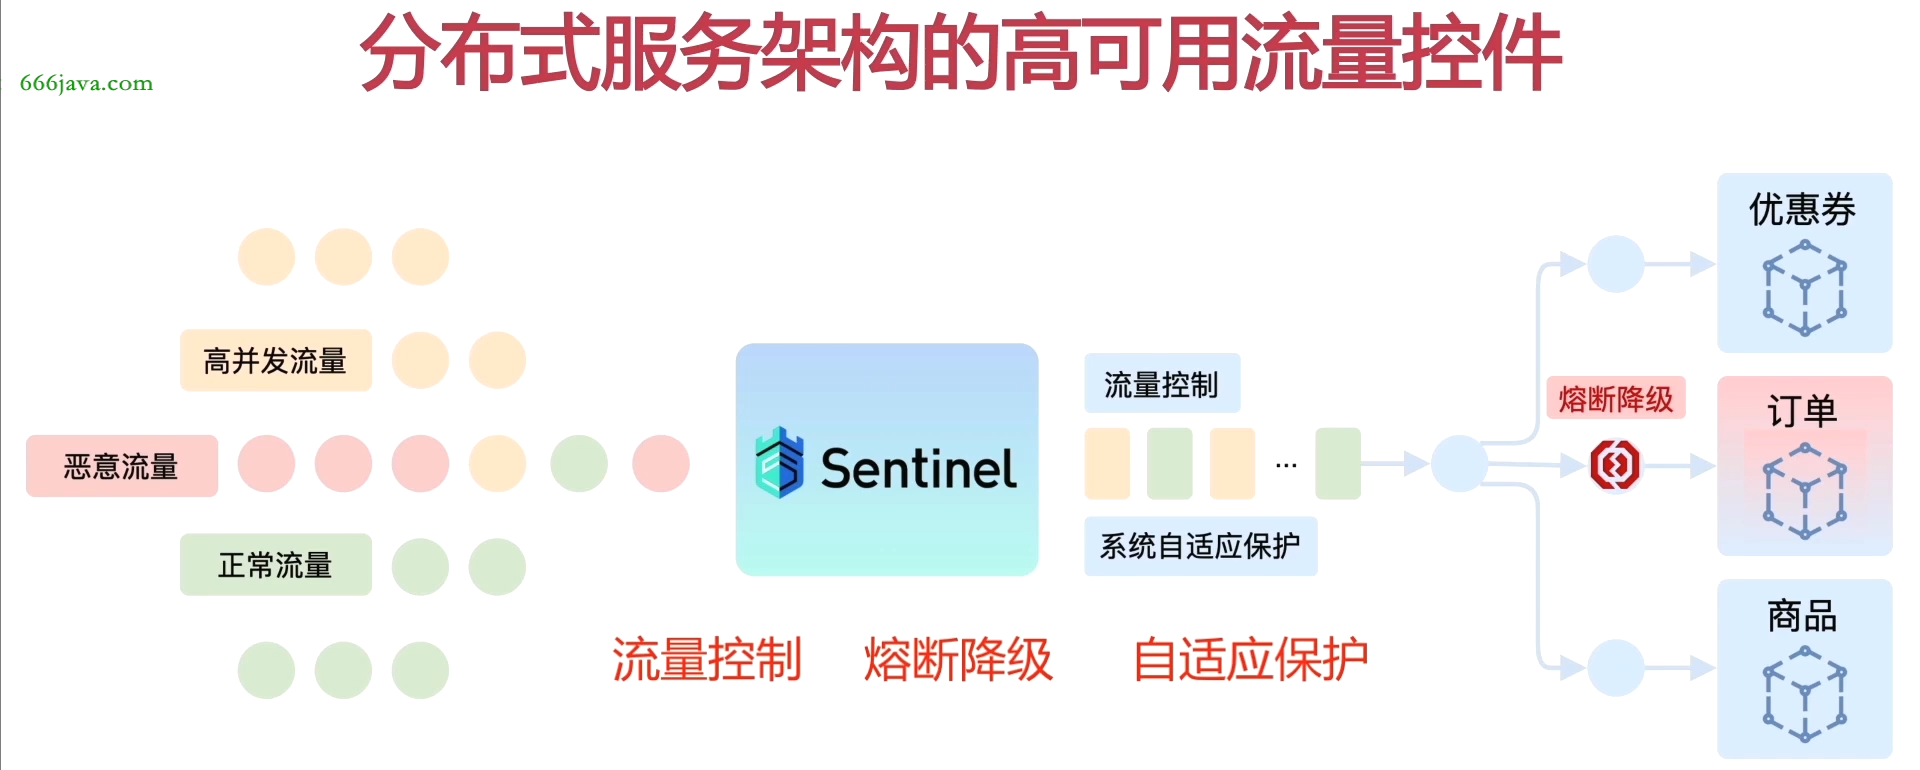 分布式服务架构的高可用流量控件
666java.com
优惠券
高并发流量
流量控制
熔断降级
订单
恶意流量
Sentinel
...
系统自适应保护
正常流量
商品
流量控制 熔断降级 自适应保护